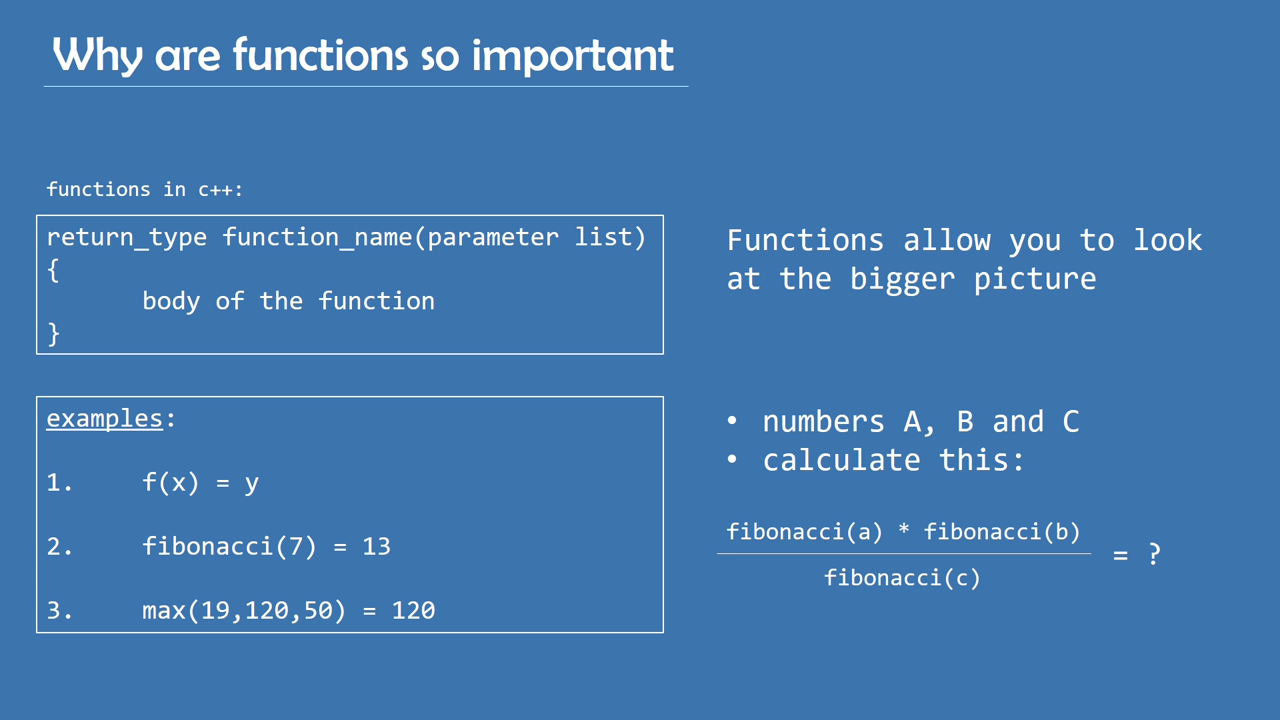 Why are functions so important
functions in c++:
return_type function_name(parameter list)
{
body of the function
}
examples:
1. f(x) = y
2. fibonacci(7) = 13
3. max(19,120,50) = 120
Functions allow you to look
at the bigger picture
• numbers A, B and C
• calculate this:
fibonacci(a) * fibonacci(b)
= ?
fibonacci(c)